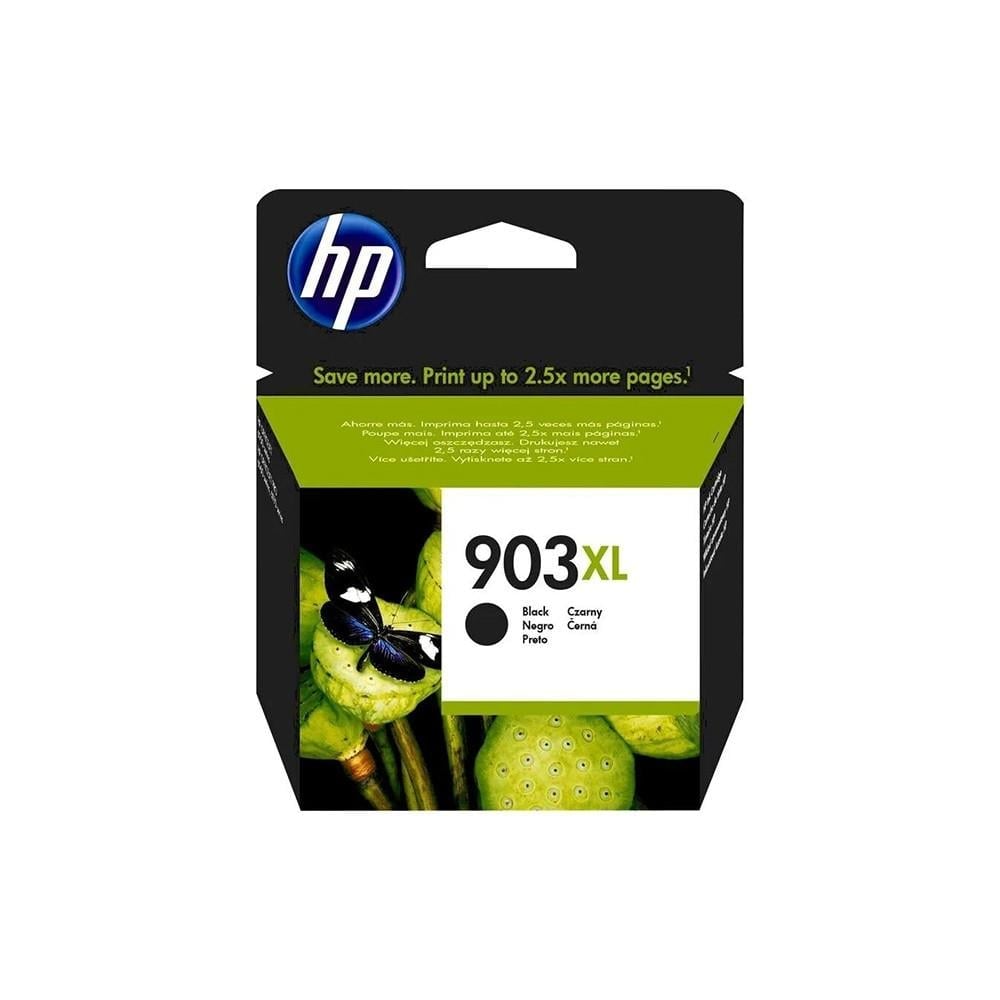 hp
Save more. Print up to 2.5x more pages.¹
Ahorre más. Imprima hasta 2,5 veces más páginas.¹
Poupe mais. Imprima até 2,5x mais páginas.¹
Więcej oszczędzasz. Drukujesz nawet
2,5 razy więcej stron.¹
Více ušetříte. Vytisknete až 2,5x více stran.¹
903XL
Black Czarny
Negro Černá
Preto